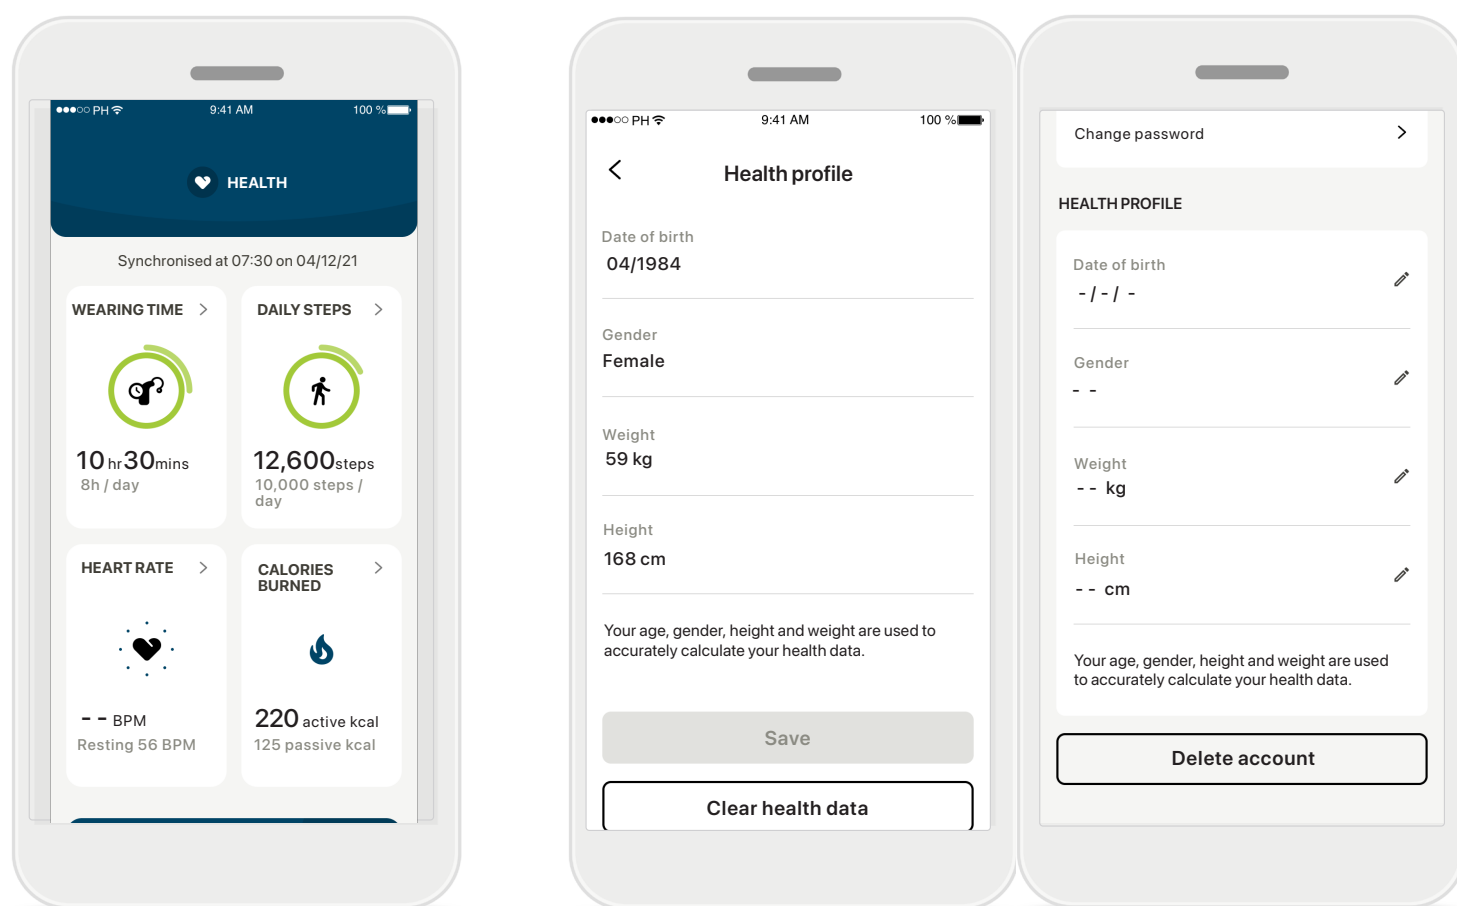 PH 9:41 AM 100 %
HEALTH
Synchronised at 07:30 on 04/12/21
WEARING TIME
10 hr 30 mins
8h / day
DAILY STEPS
12,600 steps
10,000 steps /
day
HEART RATE
- - BPM
Resting 56 BPM
CALORIES
BURNED
220 active kcal
125 passive kcal
PH 9:41 AM 100 %
Health profile
Date of birth
04/1984
Gender
Female
Weight
59 kg
Height
168 cm
Your age, gender, height and weight are used to
accurately calculate your health data.
Save
Clear health data
Change password
HEALTH PROFILE
Date of birth
- / - / -
Gender
- -
Weight
- - kg
Height
- - cm
Your age, gender, height and weight are used
to accurately calculate your health data.
Delete account